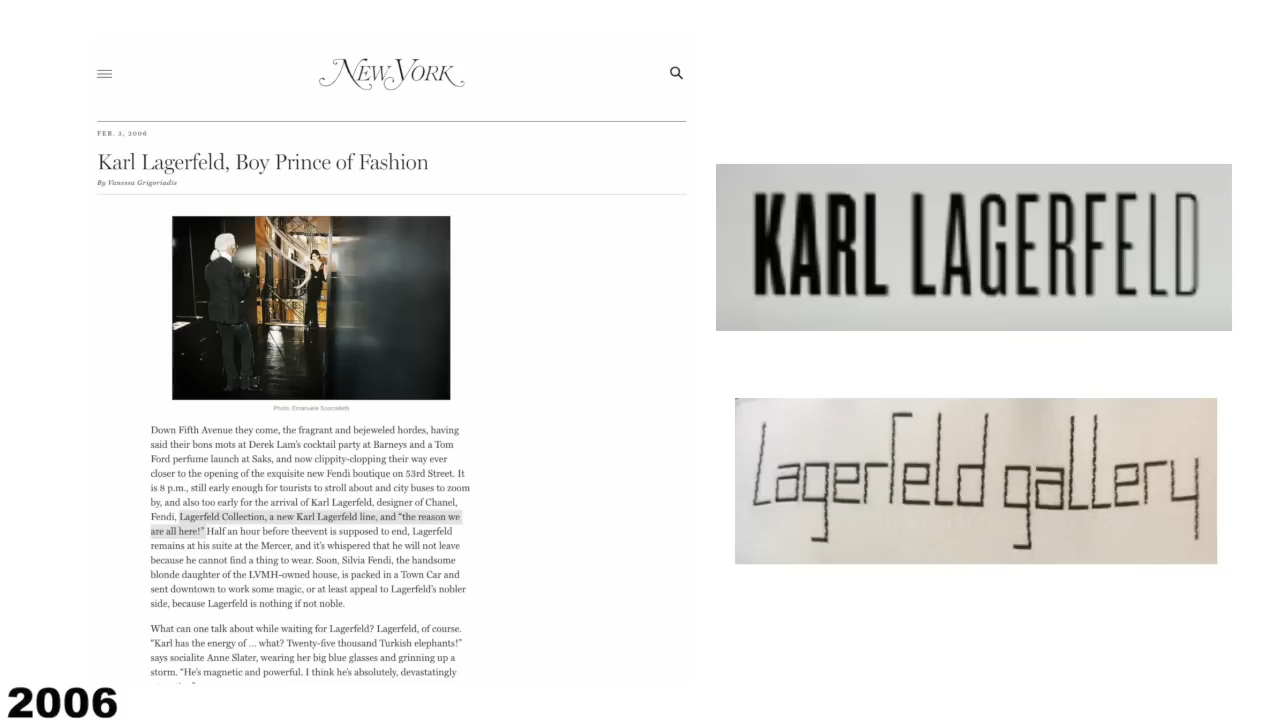 NEW YORK
FEB. 3, 2006
Karl Lagerfeld, Boy Prince of Fashion
By Vanessa Grigoriadis
Photo: Emanuele Scorcelletti
Down Fifth Avenue they come, the fragrant and bejeweled hordes, having
said their bons mots at Derek Lam's cocktail party at Barneys and a Tom
Ford perfume launch at Saks, and now clippity-clopping their way ever
closer to the opening of the exquisite new Fendi boutique on 53rd Street. It
is 8 p.m., still early enough for tourists to stroll about and city buses to zoom
by, and also too early for the arrival of Karl Lagerfeld, designer of Chanel,
Fendi, Lagerfeld Collection, a new Karl Lagerfeld line, and “the reason we
are all here!” Half an hour before theevent is supposed to end, Lagerfeld
remains at his suite at the Mercer, and it's whispered that he will not leave
because he cannot find a thing to wear. Soon, Silvia Fendi, the handsome
blonde daughter of the LVMH-owned house, is packed in a Town Car and
sent downtown to work some magic, or at least appeal to Lagerfeld's nobler
side, because Lagerfeld is nothing if not noble.
What can one talk about while waiting for Lagerfeld? Lagerfeld, of course.
“Karl has the energy of ... what? Twenty-five thousand Turkish elephants!”
says socialite Anne Slater, wearing her big blue glasses and grinning up a
storm. “He's magnetic and powerful. I think he's absolutely, devastatingly
KARL LAGERFELD
Lagerfeld gallery
2006